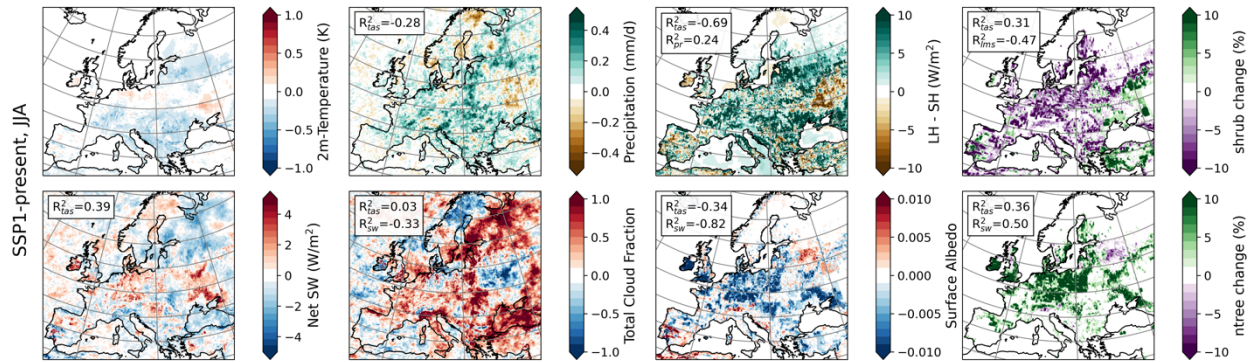 SSP1-present, JJA
1.0
0.5
0.0
−0.5
−1.0
2m-Temperature (K)
R²tas=-0.28
0.4
0.2
0.0
−0.2
−0.4
Precipitation (mm/d)
R²tas=-0.69
R²pr=0.24
10
5
0
−5
−10
LH - SH (W/m²)
R²tas=0.31
R²lms=-0.47
10
5
0
−5
−10
shrub change (%)
R²tas=0.39
4
2
0
−2
−4
Net SW (W/m²)
R²tas=0.03
R²sw=-0.33
1.0
0.5
0.0
−0.5
−1.0
Total Cloud Fraction
R²tas=-0.34
R²sw=-0.82
0.010
0.005
0.000
−0.005
−0.010
Surface Albedo
R²tas=0.36
R²sw=0.50
10
5
0
−5
−10
ntree change (%)